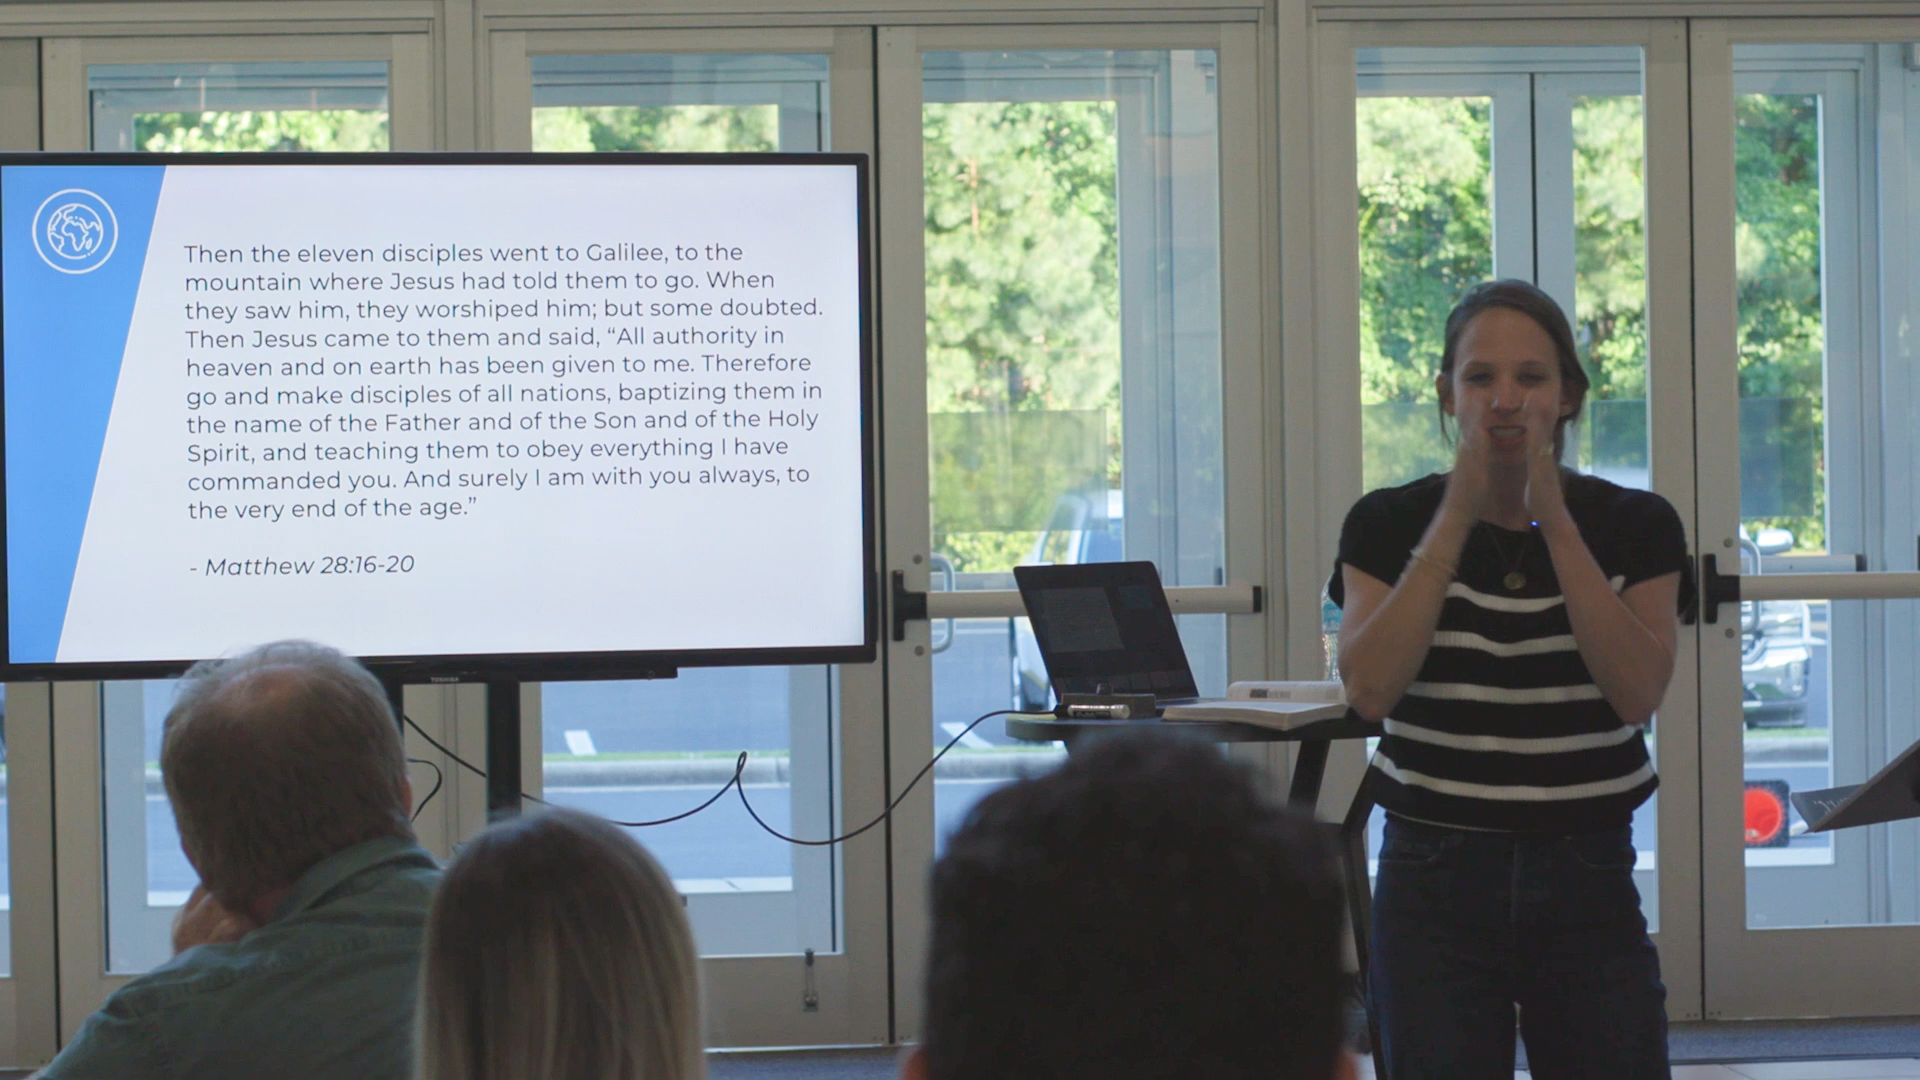 Then the eleven disciples went to Galilee, to the
mountain where Jesus had told them to go. When
they saw him, they worshiped him; but some doubted.
Then Jesus came to them and said, “All authority in
heaven and on earth has been given to me. Therefore
go and make disciples of all nations, baptizing them in
the name of the Father and of the Son and of the Holy
Spirit, and teaching them to obey everything I have
commanded you. And surely I am with you always, to
the very end of the age.”
- Matthew 28:16-20
TOSHIBA